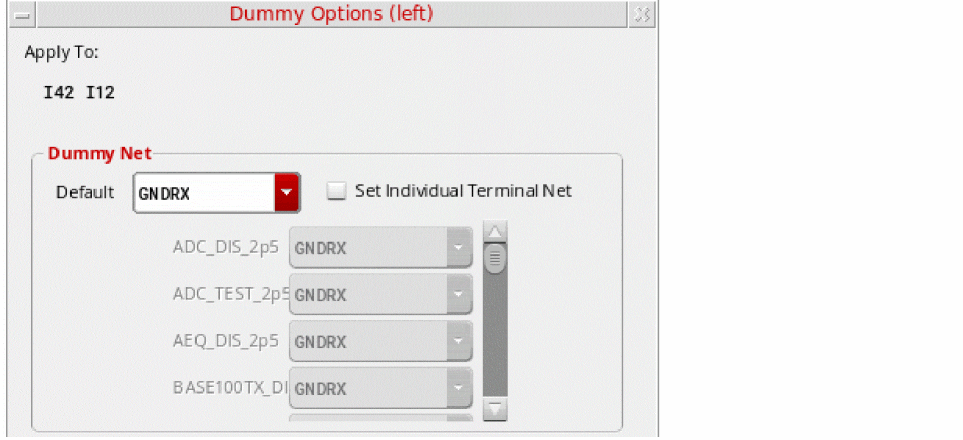 Dummy Options (left)
Apply To:
I42 I12
Dummy Net
Default GNDRX Set Individual Terminal Net
ADC_DIS_2p5 GNDRX
ADC_TEST_2p5 GNDRX
AEQ_DIS_2p5 GNDRX
BASE100TX_DI GNDRX